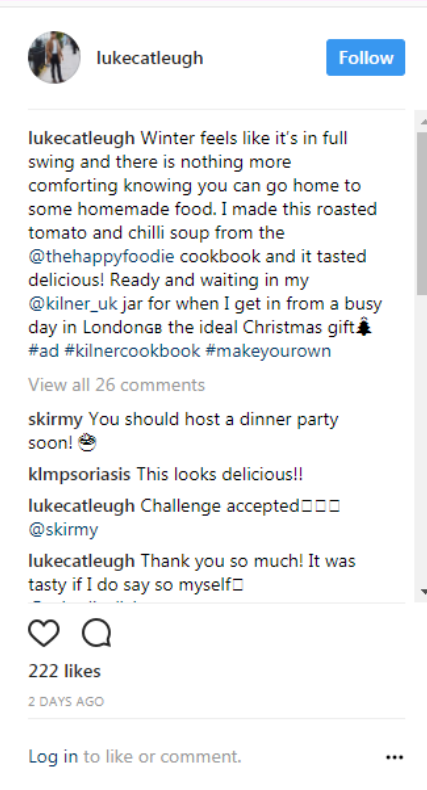 lukecatleugh
Follow
lukecatleugh Winter feels like it's in full
swing and there is nothing more
comforting knowing you can go home to
some homemade food. I made this roasted
tomato and chilli soup from the
@thehappyfoodie cookbook and it tasted
delicious! Ready and waiting in my
@kilner_uk jar for when I get in from a busy
day in London🇬🇧 the ideal Christmas gift🎄
#ad #kilnercookbook #makeyourown
View all 26 comments
skirmy You should host a dinner party
soon!
klmpsoriasis This looks delicious!!
lukecatleugh Challenge accepted□□□
@skirmy
lukecatleugh Thank you so much! It was
tasty if I do say so myself□
222 likes
2 DAYS AGO
Log in to like or comment.